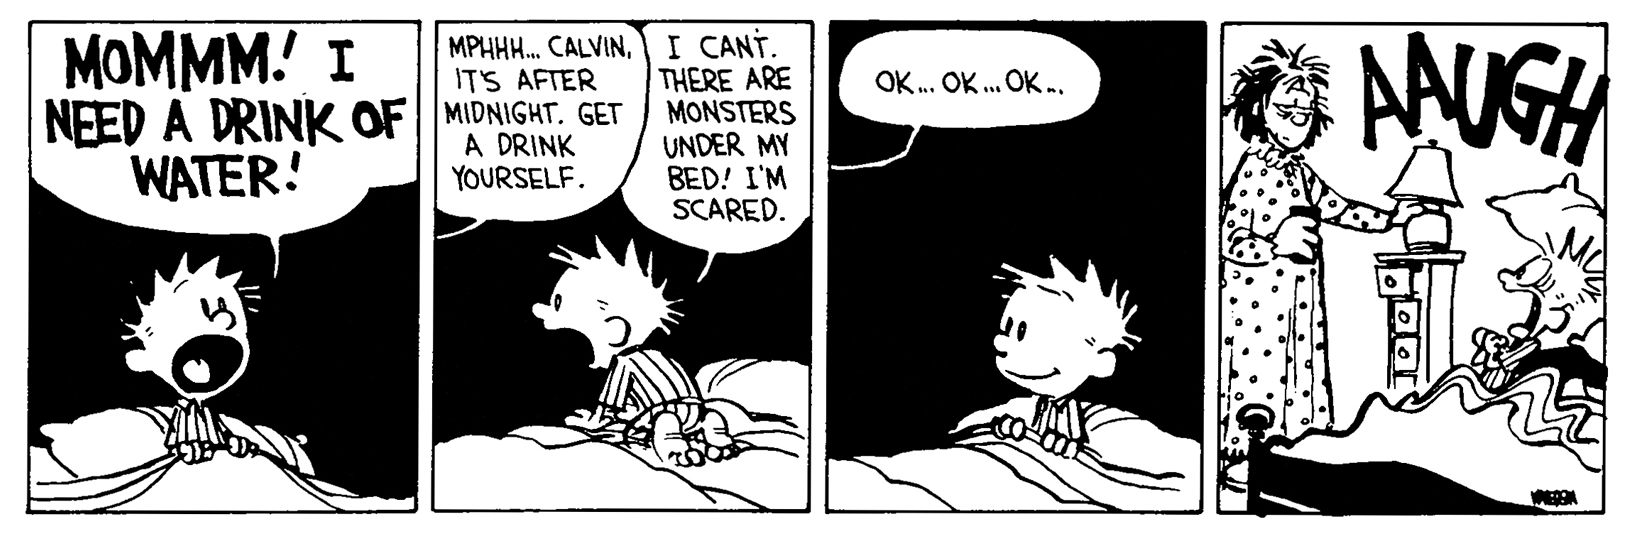 MOMMM! I
NEED A DRINK OF
WATER!
MPHHH... CALVIN,
IT'S AFTER
MIDNIGHT. GET
A DRINK
YOURSELF.
I CAN'T.
THERE ARE
MONSTERS
UNDER MY
BED! I'M
SCARED.
OK... OK... OK...
AAUGH